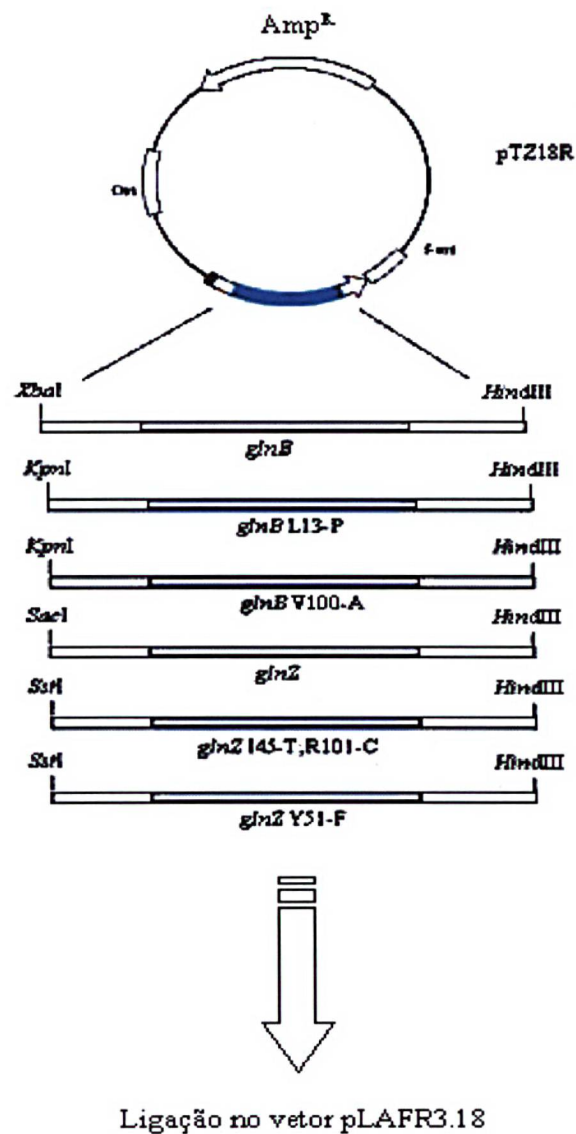 Amp^R
pTZ18R
Ori
f-ori
XbaI HindIII
glnB
KpnI HindIII
glnB L13-P
KpnI HindIII
glnB V100-A
SacI HindIII
glnZ
SstI HindIII
glnZ I45-T;R101-C
SstI HindIII
glnZ Y51-F
Ligação no vetor pLAFR3.18